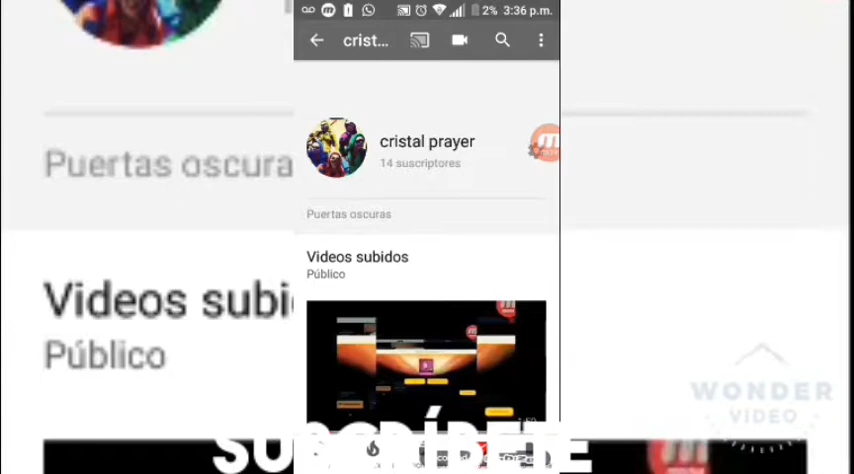 2% 3:36 p.m.
crist...
cristal prayer
14 suscriptores
Puertas oscuras
Videos subidos
Público
Puertas oscura
Videos subi
Público
WONDER
VIDEO
SUSCRÍBETE